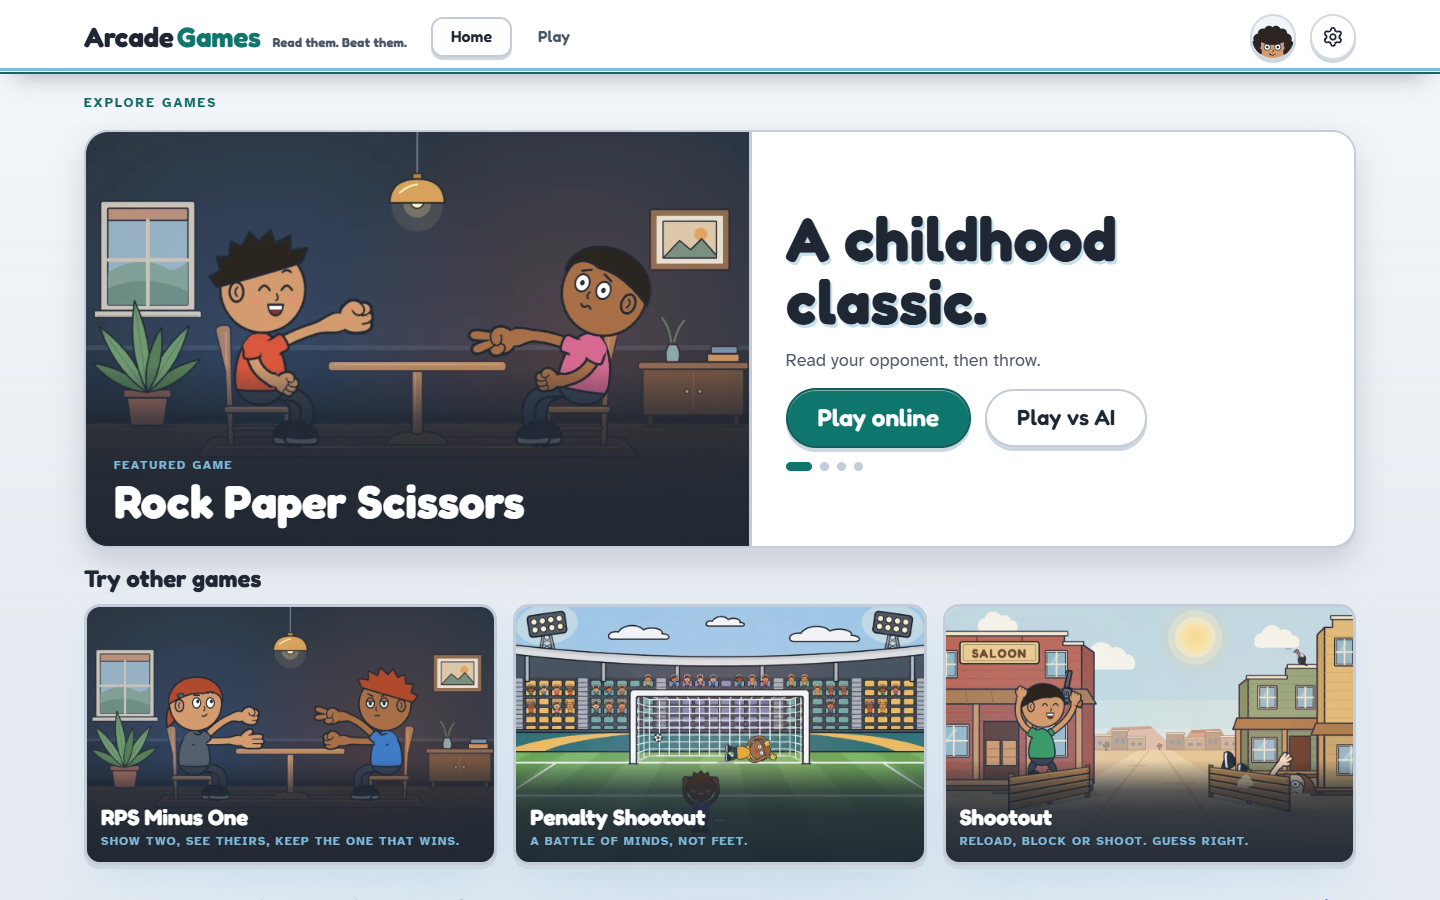 Arcade Games Read them. Beat them. Home Play
EXPLORE GAMES
A childhood
classic.
Read your opponent, then throw.
Play online Play vs AI
FEATURED GAME
Rock Paper Scissors
Try other games
RPS Minus One
SHOW TWO, SEE THEIRS, KEEP THE ONE THAT WINS.
Penalty Shootout
A BATTLE OF MINDS, NOT FEET.
SALOON
Shootout
RELOAD, BLOCK OR SHOOT. GUESS RIGHT.